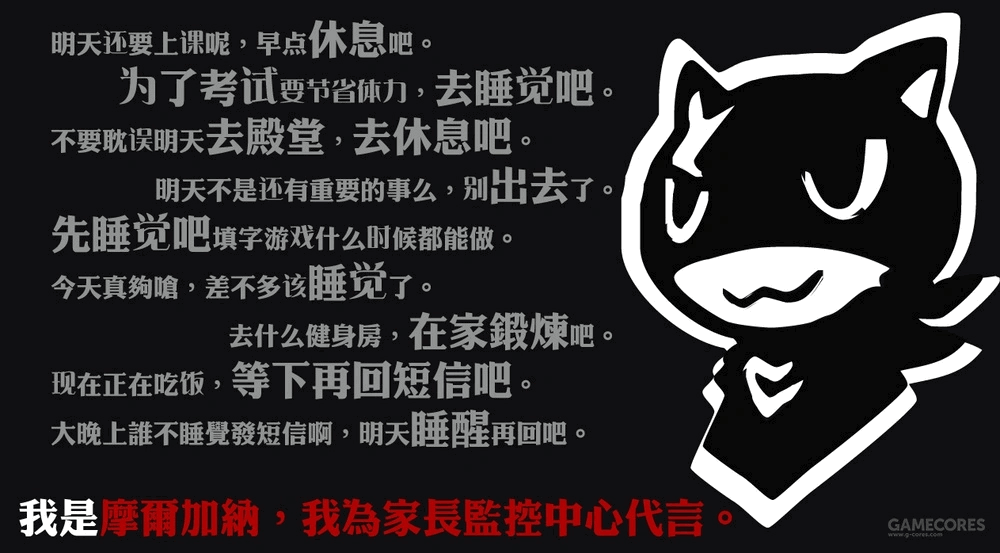 明天还要上课呢，早点休息吧。
为了考试要节省体力，去睡觉吧。
不要耽误明天去殿堂，去休息吧。
明天不是还有重要的事么，别出去了。
先睡觉吧填字游戏什么时候都能做。
今天真夠嗆，差不多该睡觉了。
去什么健身房，在家鍛煉吧。
现在正在吃饭，等下再回短信吧。
大晚上誰不睡覺發短信啊，明天睡醒再回吧。
我是摩爾加納，我為家長監控中心代言。
GAMECORES
www.g-cores.com